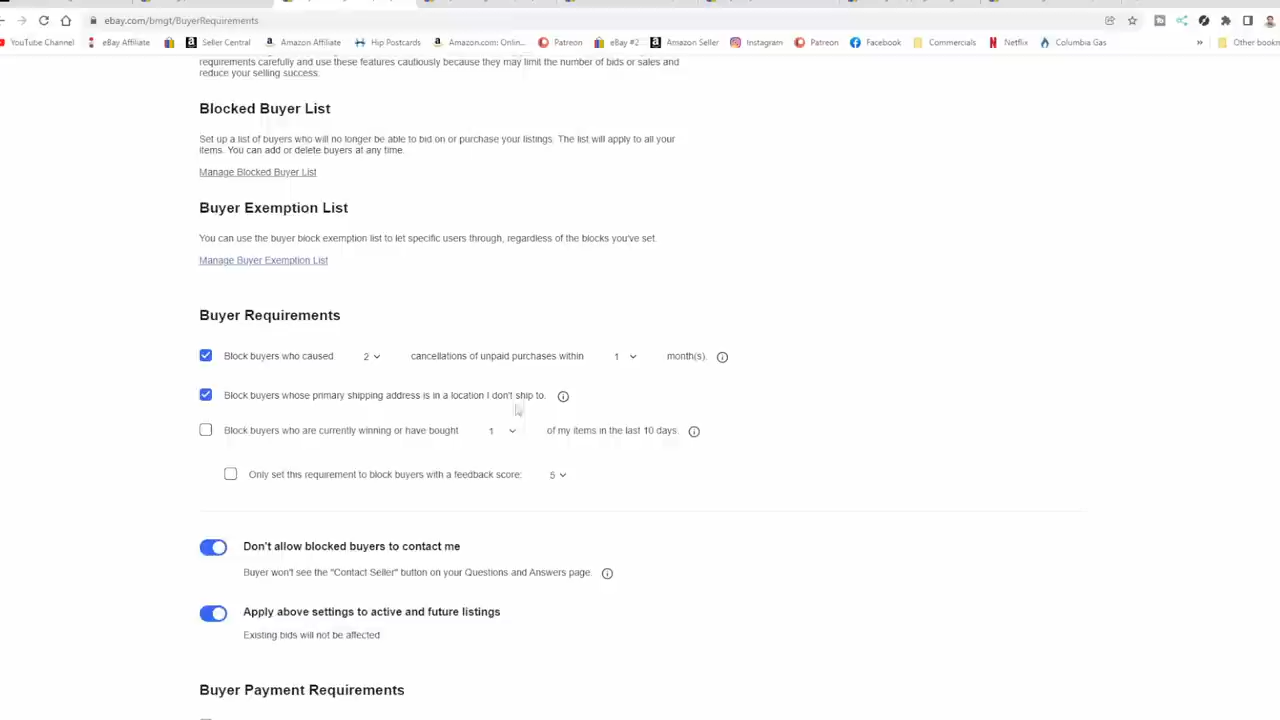 ebay.com/bmgt/BuyerRequirements
YouTube Channel eBay Affiliate Seller Central Amazon Affiliate Hip Postcards Amazon.com: Onlin... Patreon eBay #2 Amazon Seller Instagram Patreon Facebook Commercials Netflix Columbia Gas » Other bookm
requirements carefully and use these features cautiously because they may limit the number of bids or sales and
reduce your selling success.
Blocked Buyer List
Set up a list of buyers who will no longer be able to bid on or purchase your listings. The list will apply to all your
items. You can add or delete buyers at any time.
Manage Blocked Buyer List
Buyer Exemption List
You can use the buyer block exemption list to let specific users through, regardless of the blocks you've set.
Manage Buyer Exemption List
Buyer Requirements
Block buyers who caused 2 cancellations of unpaid purchases within 1 month(s).
Block buyers whose primary shipping address is in a location I don't ship to.
Block buyers who are currently winning or have bought 1 of my items in the last 10 days.
Only set this requirement to block buyers with a feedback score: 5
Don't allow blocked buyers to contact me
Buyer won't see the "Contact Seller" button on your Questions and Answers page.
Apply above settings to active and future listings
Existing bids will not be affected
Buyer Payment Requirements